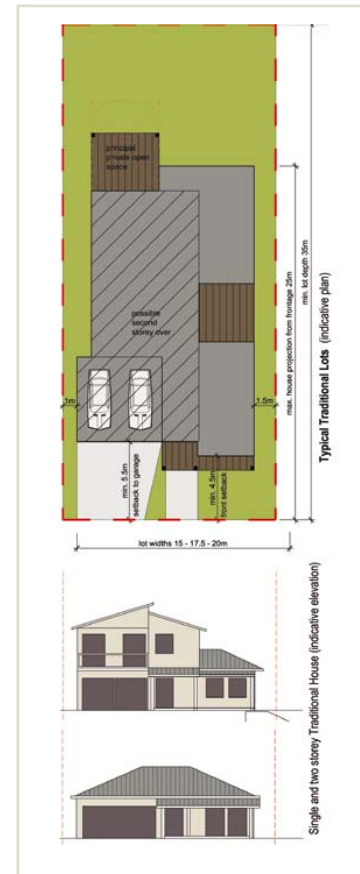 principal
private open
space
possible
second
storey over
1m
1.5m
min. 5.5m
setback to garage
min. 4.5m
front setback
max. house projection from frontage 25m
min. lot depth 35m
Typical Traditional Lots (indicative plan)
lot widths 15 - 17.5 - 20m
Single and two storey Traditional House (indicative elevation)